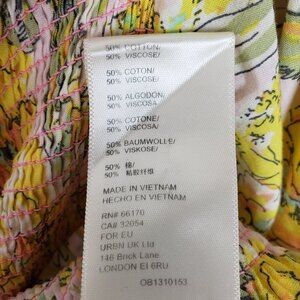 50% COTTON/
50% VISCOSE/
50% COTON/
50% VISCOSE/
50% ALGODON/
50% VISCOSA
50% COTONE/
50% VISCOSA/
50% BAUMWOLLE/
50% VISKOSE/
50% 棉/
50% 粘胶纤维
MADE IN VIETNAM
HECHO EN VIETNAM
RN# 66170
CA# 32054
FOR EU
URBN UK Ltd
146 Brick Lane
LONDON E1 6RU
OB1310153